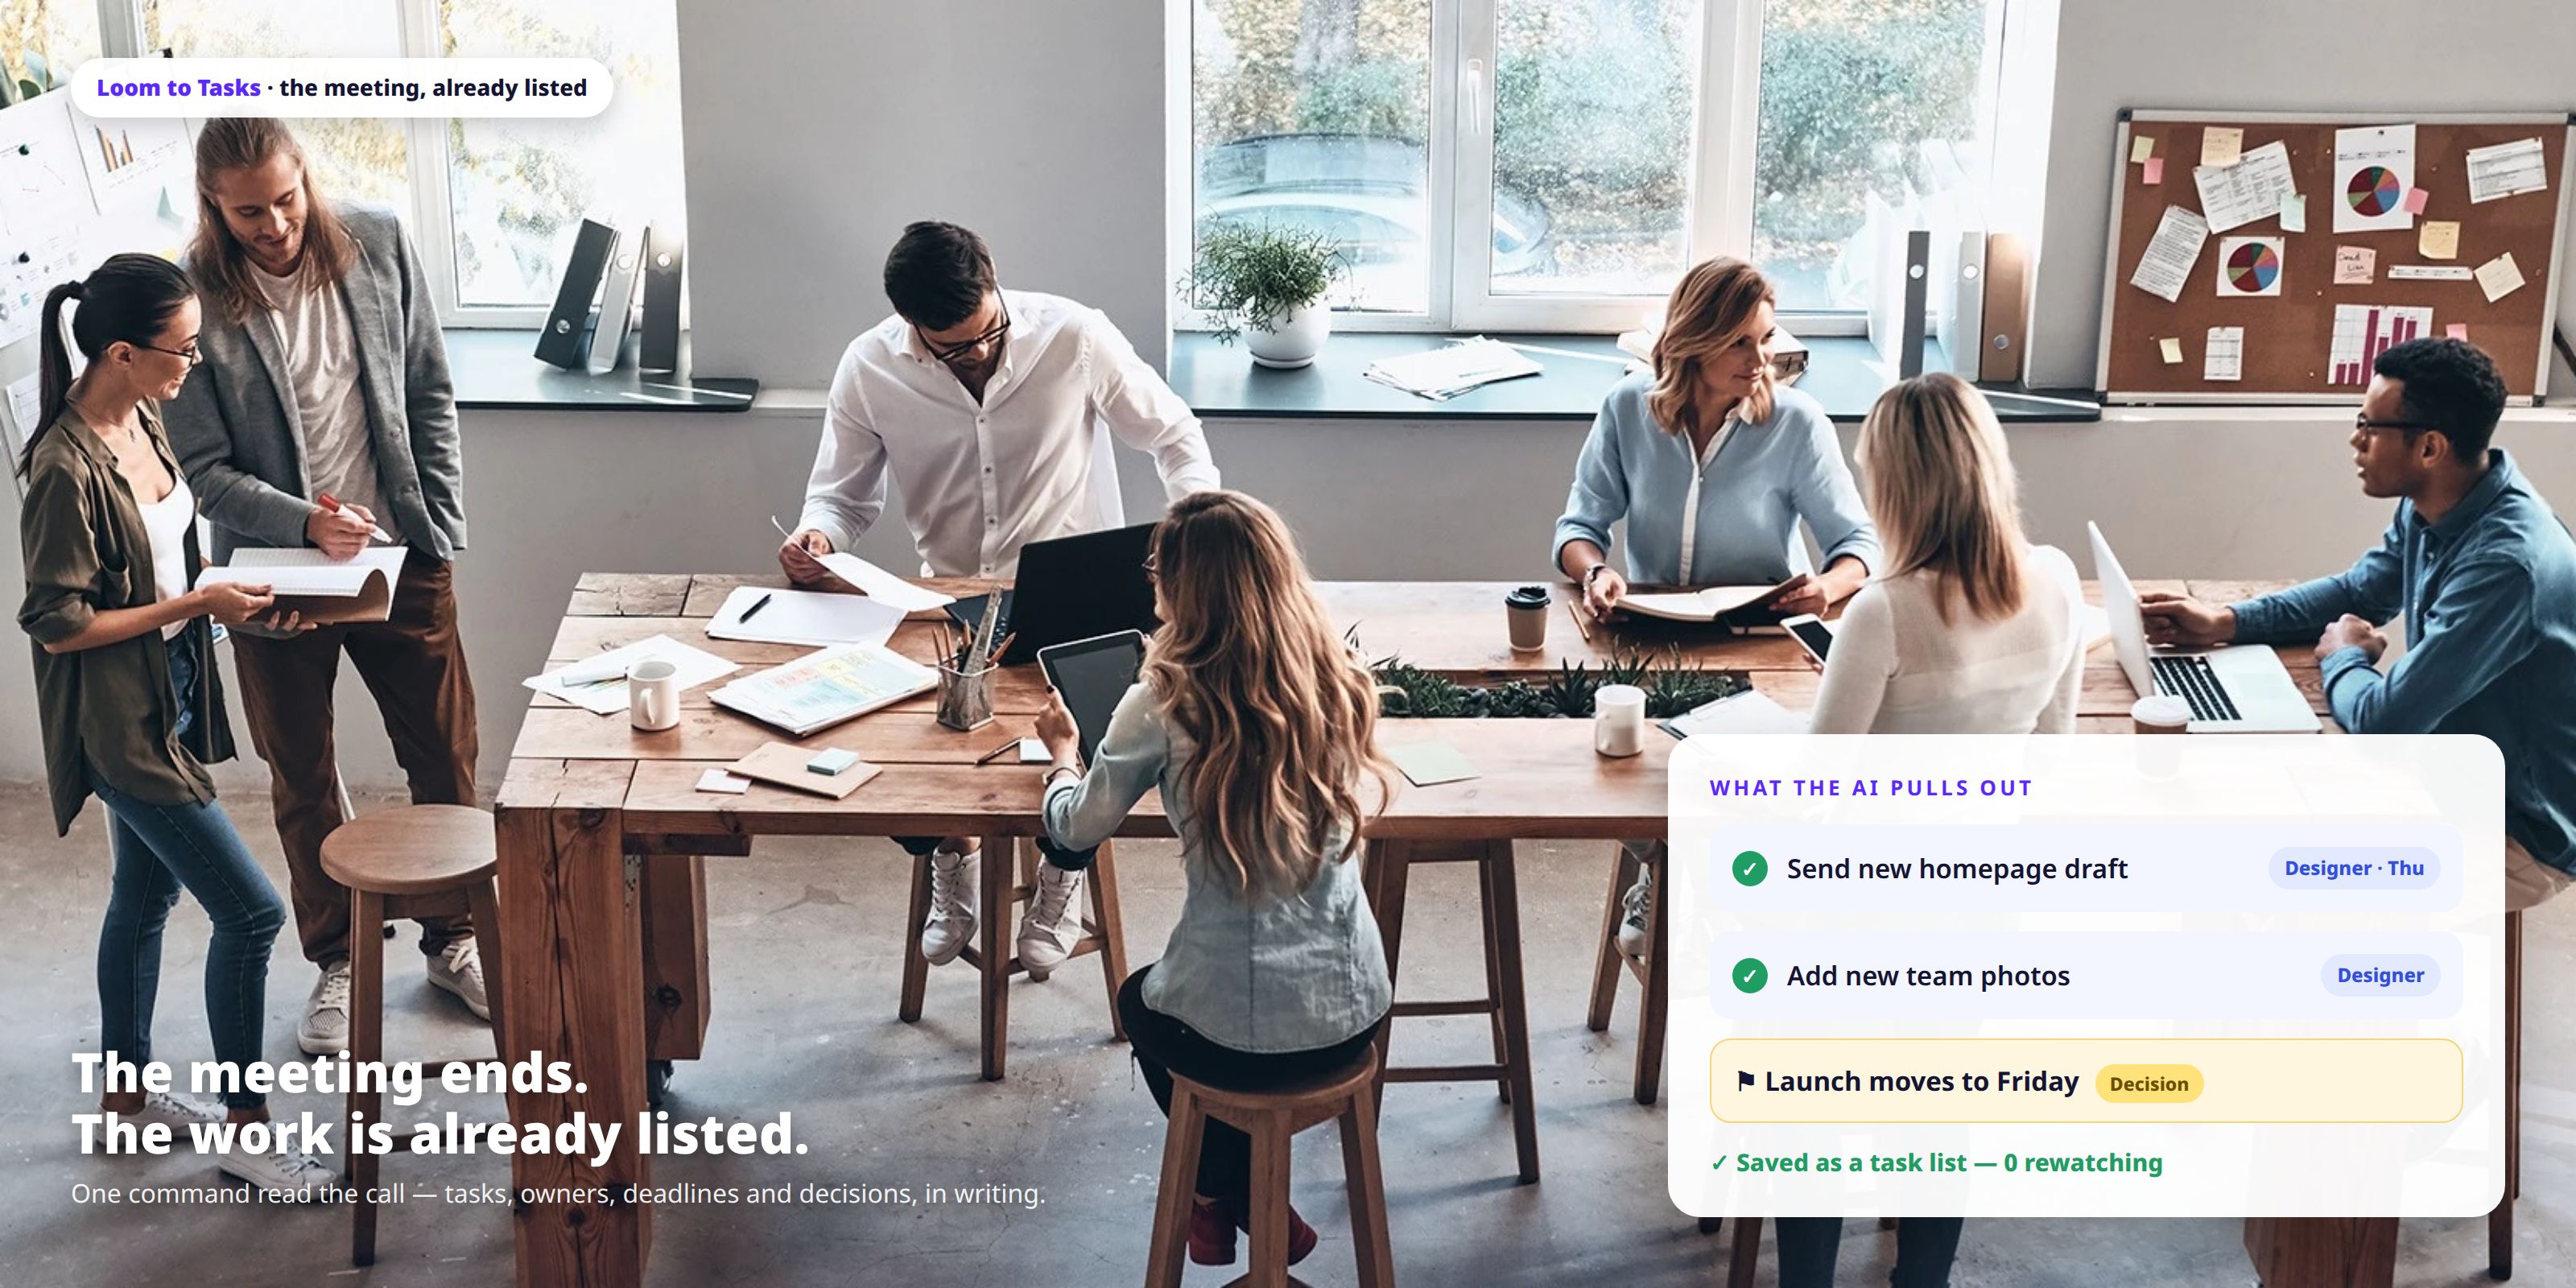 Loom to Tasks · the meeting, already listed
Dead
Line
WHAT THE AI PULLS OUT
✓ Send new homepage draft Designer · Thu
✓ Add new team photos Designer
⚑ Launch moves to Friday Decision
✓ Saved as a task list — 0 rewatching
The meeting ends.
The work is already listed.
One command read the call — tasks, owners, deadlines and decisions, in writing.